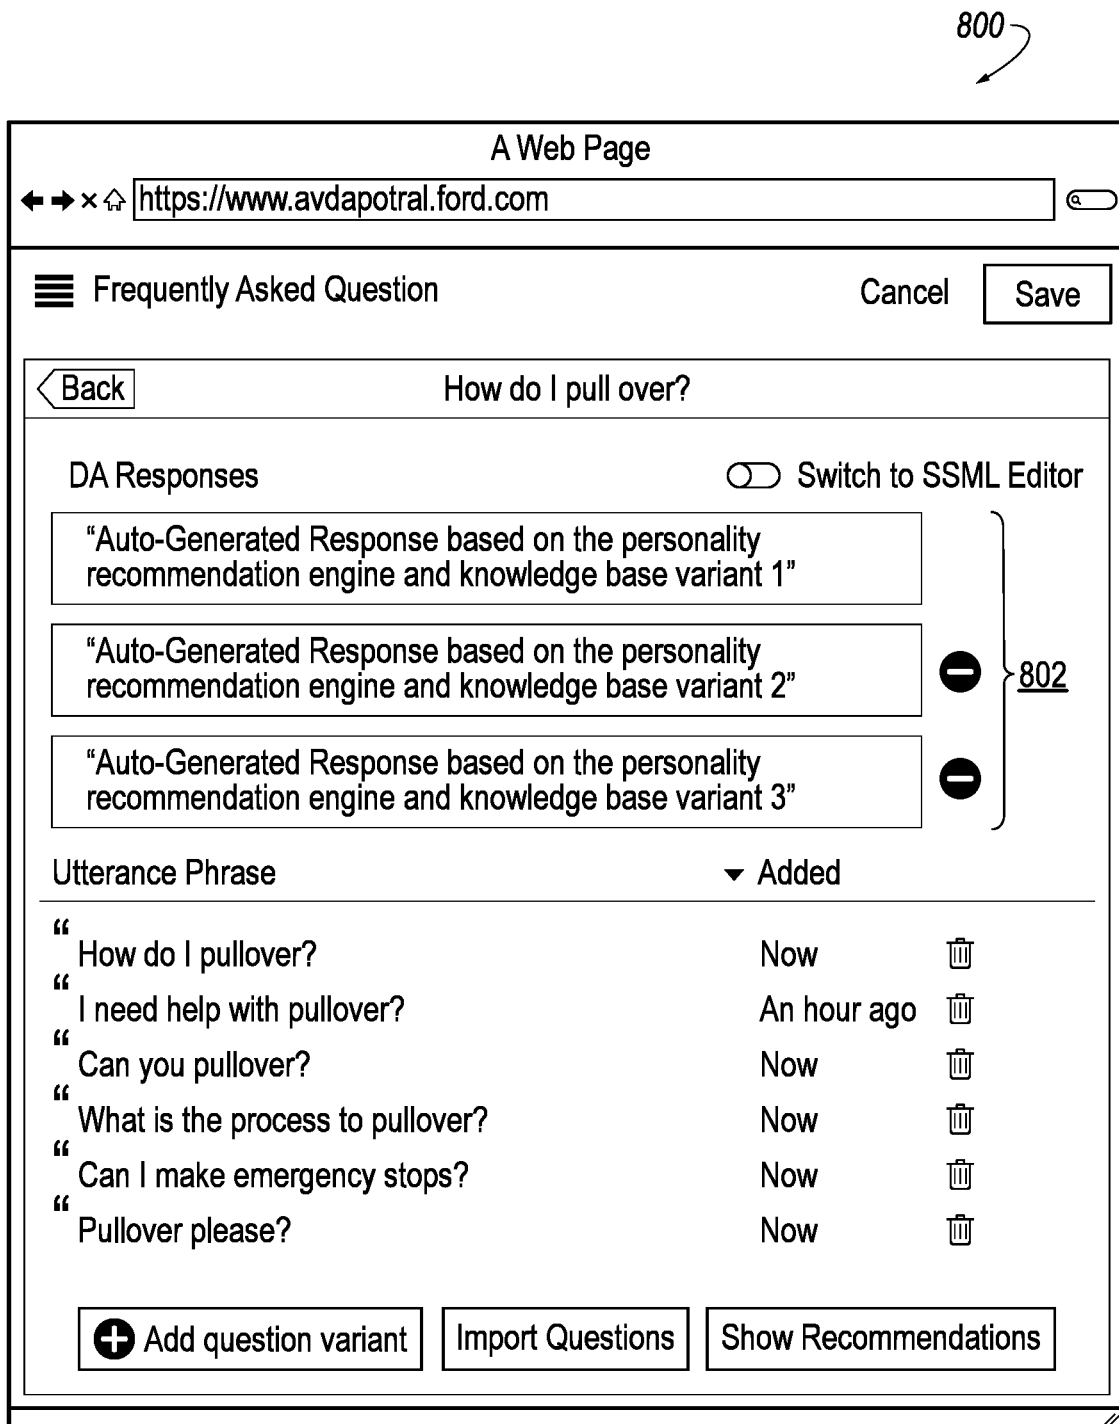 800
A Web Page
https://www.avdapotral.ford.com
Frequently Asked Question
Cancel
Save
Back
How do I pull over?
DA Responses
Switch to SSML Editor
“Auto-Generated Response based on the personality
recommendation engine and knowledge base variant 1”
“Auto-Generated Response based on the personality
recommendation engine and knowledge base variant 2”
802
“Auto-Generated Response based on the personality
recommendation engine and knowledge base variant 3”
Utterance Phrase
Added
“ How do I pullover?
Now
“ I need help with pullover?
An hour ago
“ Can you pullover?
Now
“ What is the process to pullover?
Now
“ Can I make emergency stops?
Now
“ Pullover please?
Now
Add question variant
Import Questions
Show Recommendations